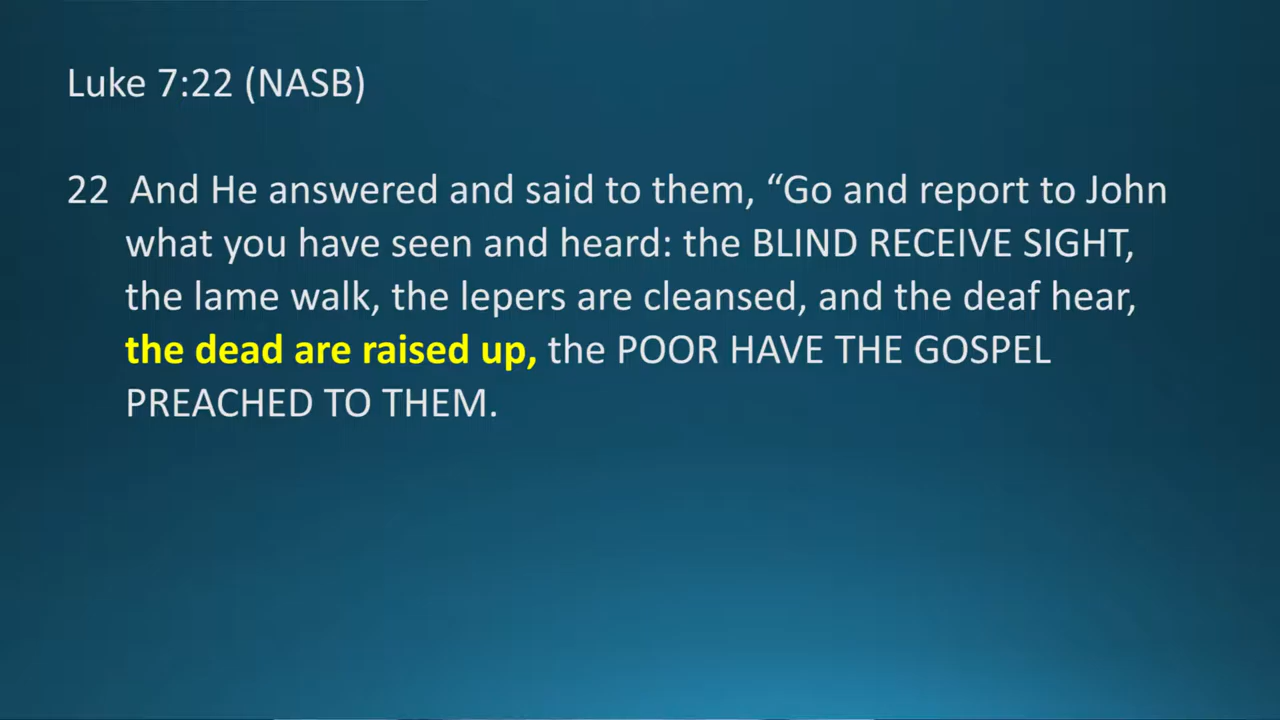 Luke 7:22 (NASB)
22 And He answered and said to them, “Go and report to John
what you have seen and heard: the BLIND RECEIVE SIGHT,
the lame walk, the lepers are cleansed, and the deaf hear,
the dead are raised up, the POOR HAVE THE GOSPEL
PREACHED TO THEM.